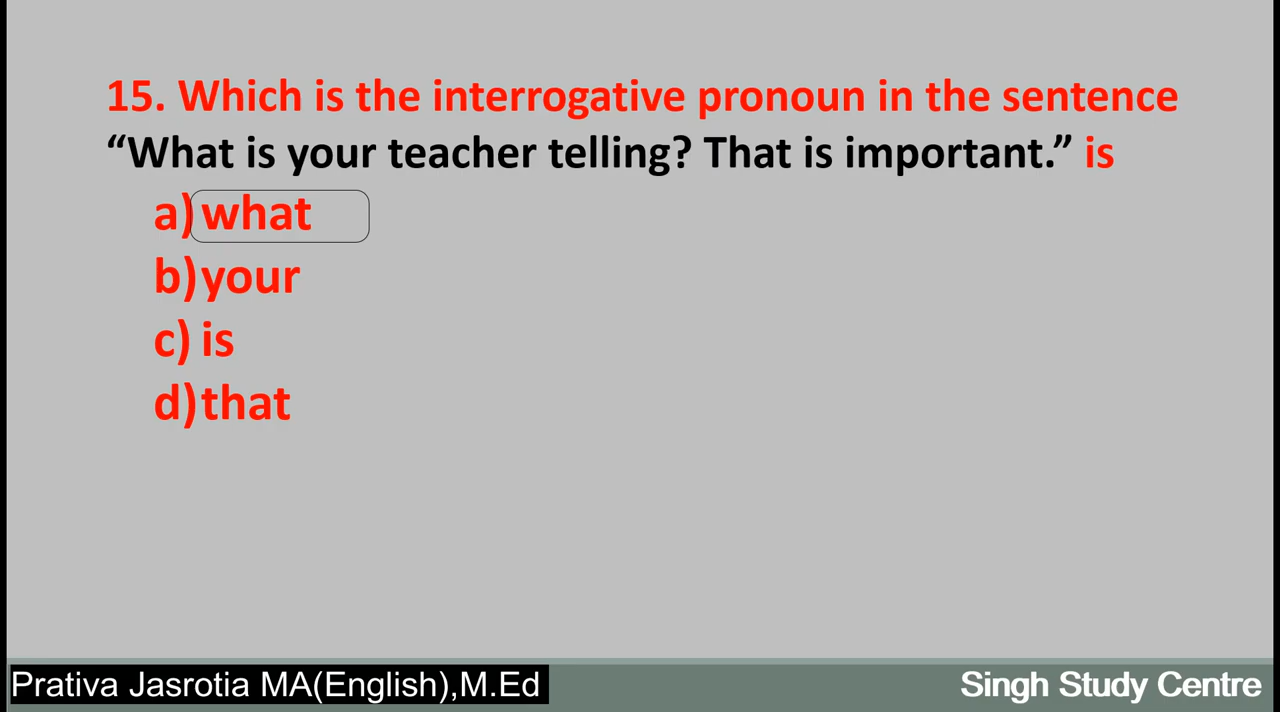 15. Which is the interrogative pronoun in the sentence
“What is your teacher telling? That is important.” is
a) what
b) your
c) is
d) that
Prativa Jasrotia MA(English),M.Ed
Singh Study Centre